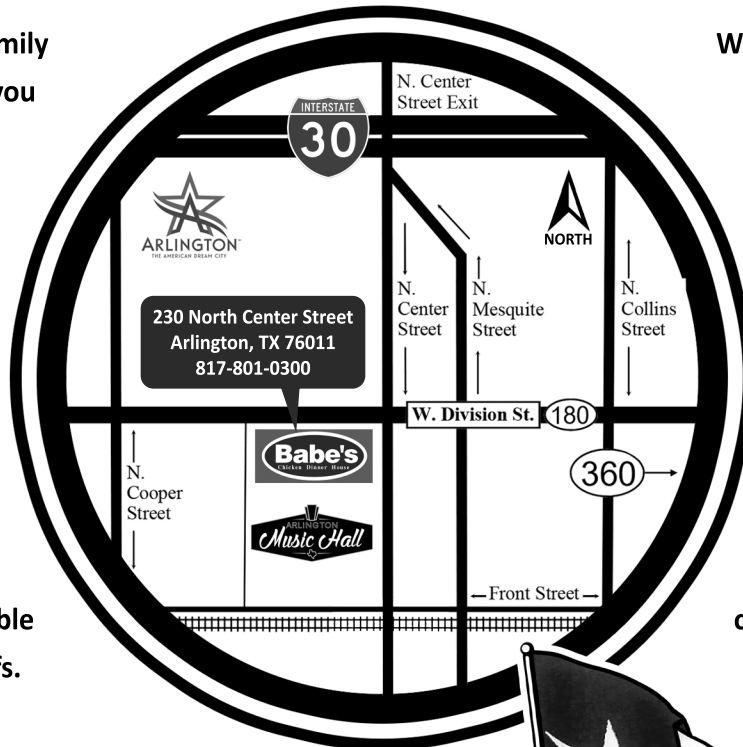 mily
you
W
N. Center
Street Exit
INTERSTATE
30
ARLINGTON
THE AMERICAN DREAM CITY
NORTH
230 North Center Street
Arlington, TX 76011
817-801-0300
N.
Center
Street
N.
Mesquite
Street
N.
Collins
Street
W. Division St.
180
Babe's
Chicken Dinner House
360
N.
Cooper
Street
ARLINGTON
Music Hall
Front Street
ble
fs.